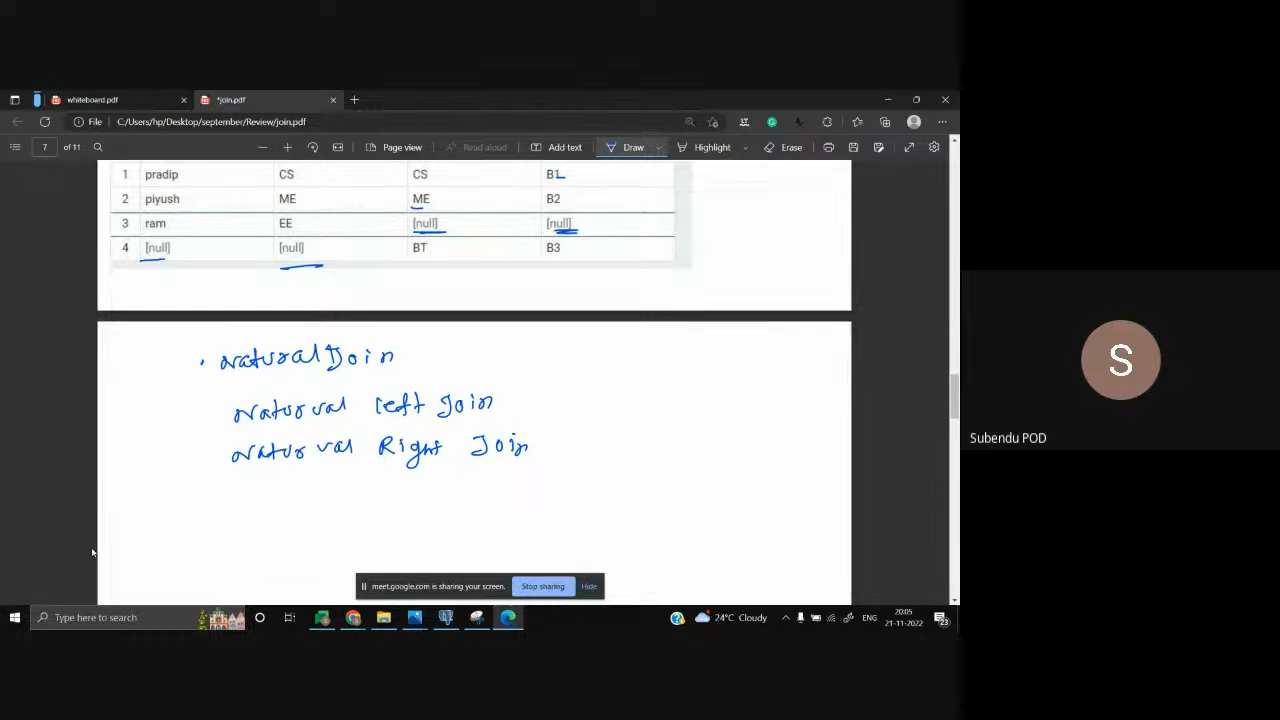 whiteboard.pdf
*join.pdf
File C:/Users/hp/Desktop/september/Review/join.pdf
7 of 11 Page view Read aloud Add text Draw Highlight Erase
1 pradip CS CS B1
2 piyush ME ME B2
3 ram EE [null] [null]
4 [null] [null] BT B3
. Natural Join
Natural Left Join
Natural Right Join
meet.google.com is sharing your screen. Stop sharing Hide
Type here to search
24°C Cloudy ENG 20:05
21-11-2022 23
S
Subendu POD